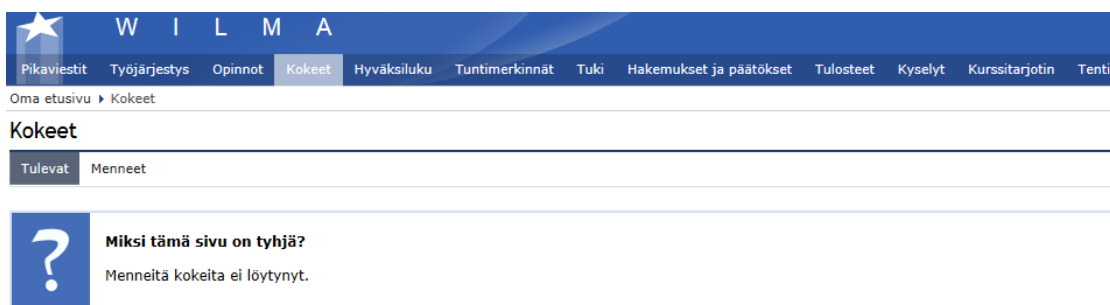 W I L M A
Pikaviestit Työjärjestys Opinnot Kokeet Hyväksiluku Tuntimerkinnät Tuki Hakemukset ja päätökset Tulosteet Kyselyt Kurssitarjotin Tenti
Oma etusivu Kokeet
Kokeet
Tulevat Menneet
? Miksi tämä sivu on tyhjä?
Menneitä kokeita ei löytynyt.